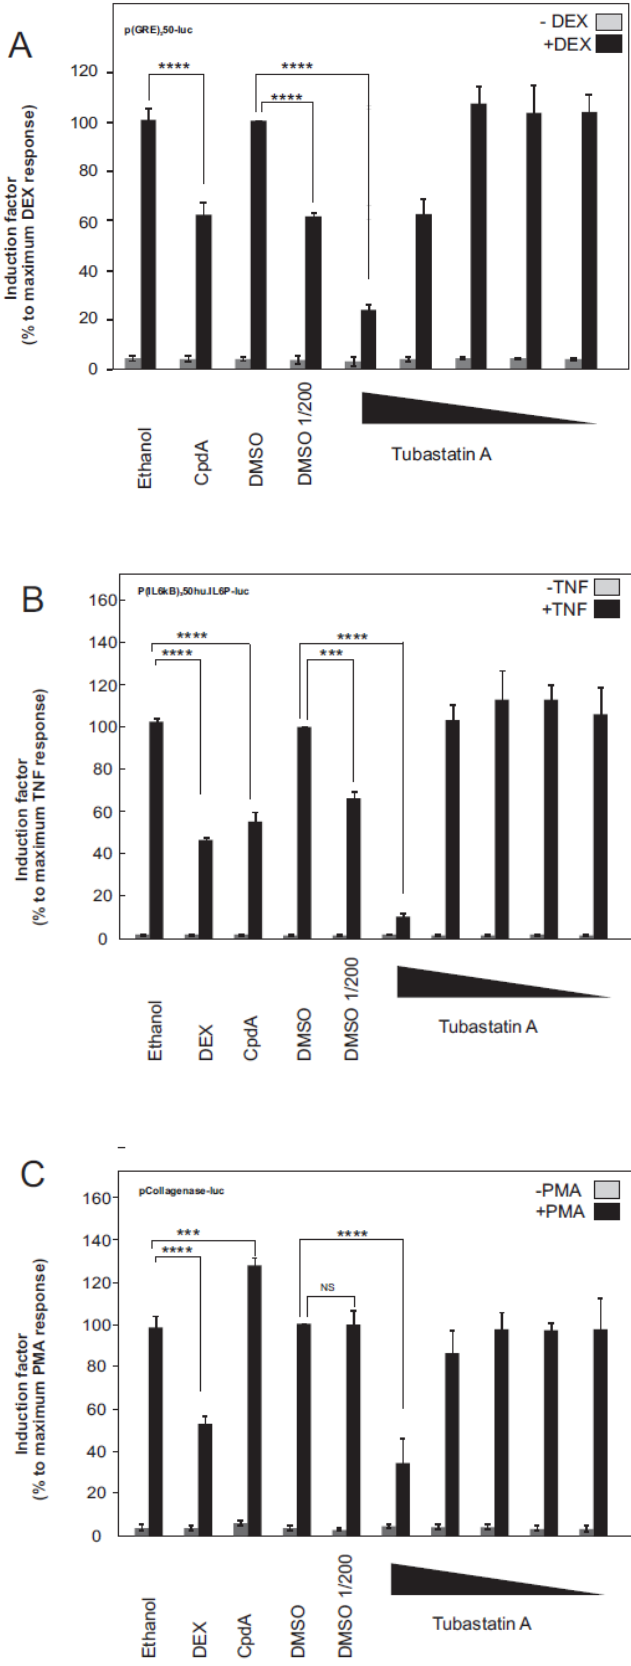 A
p(GRE)₂50-luc
- DEX
+DEX
Induction factor
(% to maximum DEX response)
120
100
80
60
40
20
0
****
****
****
Ethanol
CpdA
DMSO
DMSO 1/200
Tubastatin A
B
P(IL6kB)₃50hu.IL6P-luc
-TNF
+TNF
Induction factor
(% to maximum TNF response)
160
140
120
100
80
60
40
20
0
****
****
****
***
Ethanol
DEX
CpdA
DMSO
DMSO 1/200
Tubastatin A
C
pCollagenase-luc
-PMA
+PMA
Induction factor
(% to maximum PMA response)
160
140
120
100
80
60
40
20
0
***
****
****
NS
Ethanol
DEX
CpdA
DMSO
DMSO 1/200
Tubastatin A